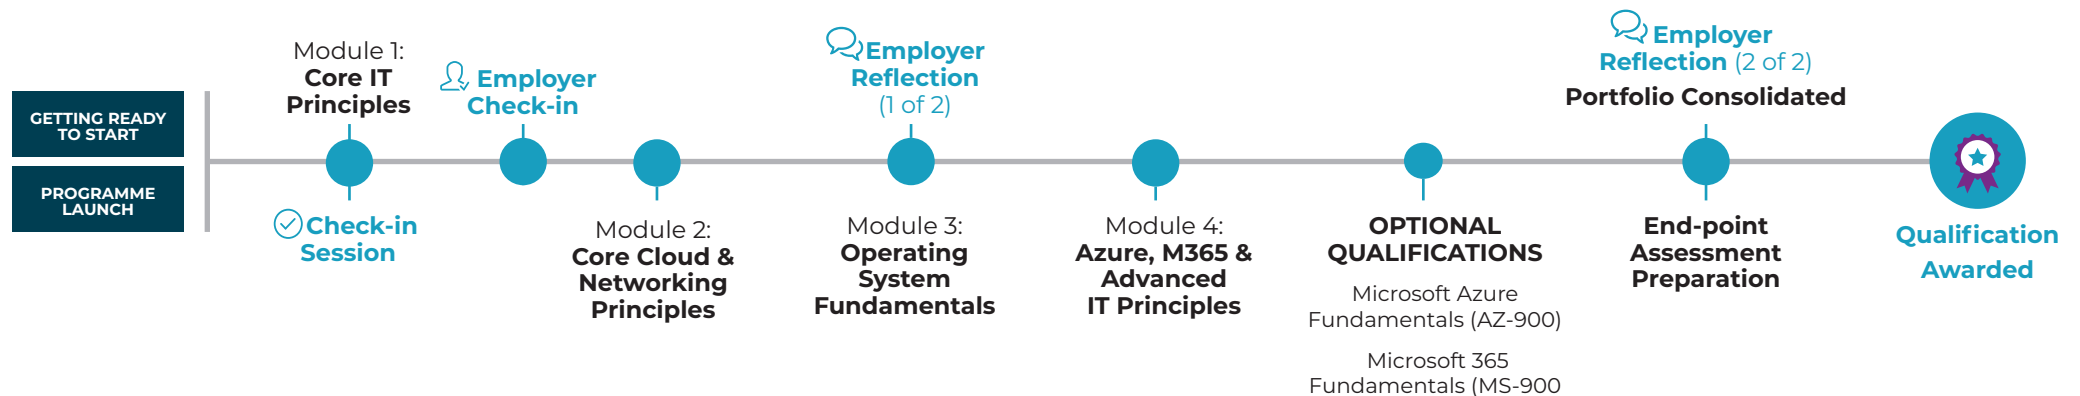 GETTING READY
TO START
PROGRAMME
LAUNCH
Module 1:
Core IT
Principles
Check-in
Session
Employer
Check-in
Module 2:
Core Cloud &
Networking
Principles
Employer
Reflection
(1 of 2)
Module 3:
Operating
System
Fundamentals
Module 4:
Azure, M365 &
Advanced
IT Principles
OPTIONAL
QUALIFICATIONS
Microsoft Azure
Fundamentals (AZ-900)
Microsoft 365
Fundamentals (MS-900
Employer
Reflection (2 of 2)
Portfolio Consolidated
End-point
Assessment
Preparation
Qualification
Awarded